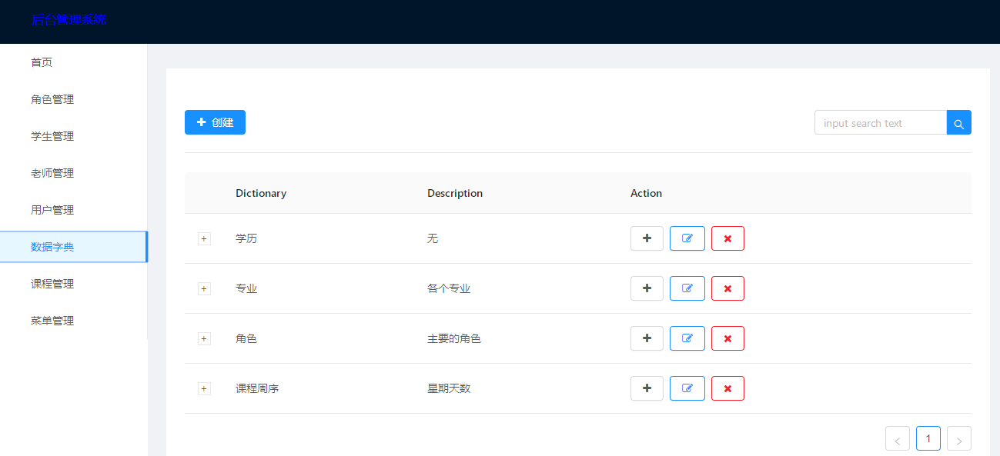 后台管理系统
首页
角色管理
学生管理
老师管理
用户管理
数据字典
课程管理
菜单管理
创建
input search text
Dictionary Description Action
学历 无
专业 各个专业
角色 主要的角色
课程周序 星期天数
1